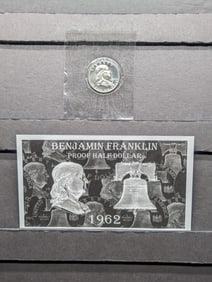 BENJAMIN FRANKLIN
PROOF HALF DOLLAR
1962